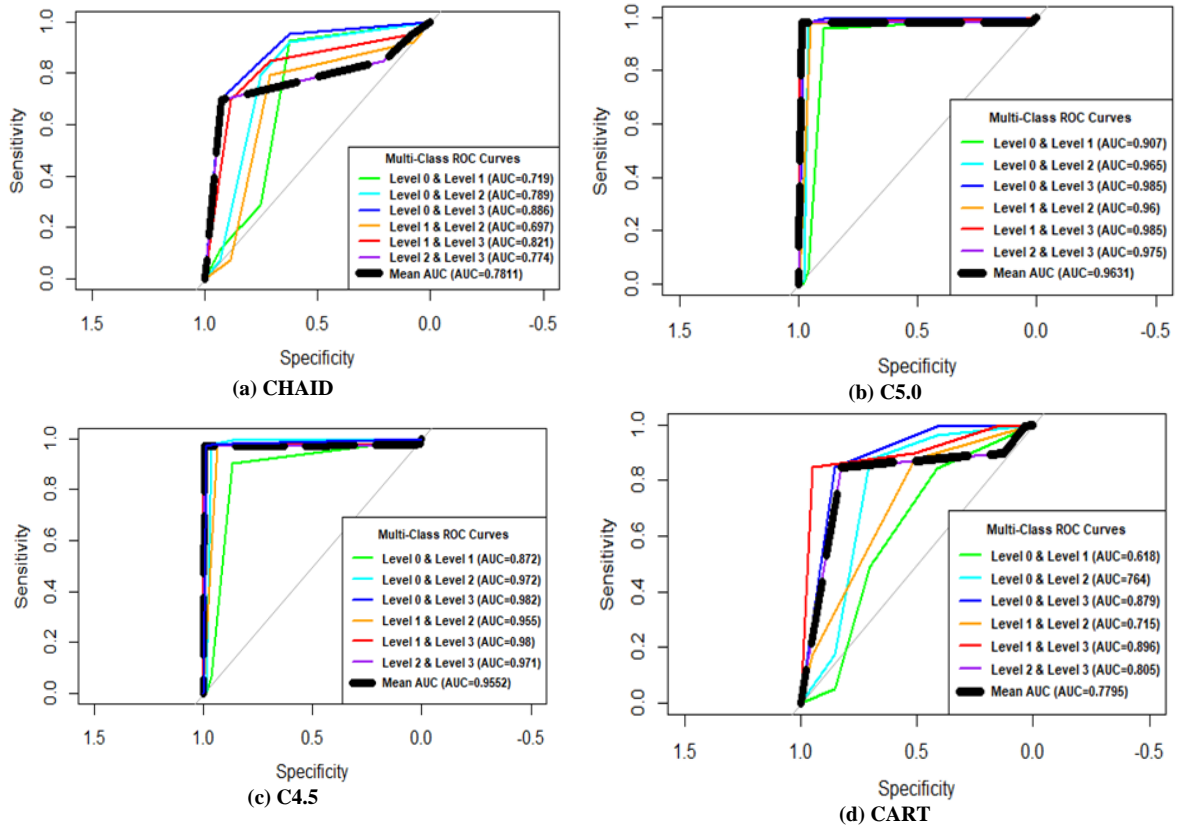 Sensitivity
0.0 0.2 0.4 0.6 0.8 1.0
Multi-Class ROC Curves
Level 0 & Level 1 (AUC=0.719)
Level 0 & Level 2 (AUC=0.789)
Level 0 & Level 3 (AUC=0.886)
Level 1 & Level 2 (AUC=0.697)
Level 1 & Level 3 (AUC=0.821)
Level 2 & Level 3 (AUC=0.774)
Mean AUC (AUC=0.7811)
1.5 1.0 0.5 0.0 -0.5
Specificity
(a) CHAID
Sensitivity
0.0 0.2 0.4 0.6 0.8 1.0
Multi-Class ROC Curves
Level 0 & Level 1 (AUC=0.907)
Level 0 & Level 2 (AUC=0.965)
Level 0 & Level 3 (AUC=0.985)
Level 1 & Level 2 (AUC=0.96)
Level 1 & Level 3 (AUC=0.985)
Level 2 & Level 3 (AUC=0.975)
Mean AUC (AUC=0.9631)
1.5 1.0 0.5 0.0 -0.5
Specificity
(b) C5.0
Sensitivity
0.0 0.2 0.4 0.6 0.8 1.0
Multi-Class ROC Curves
Level 0 & Level 1 (AUC=0.872)
Level 0 & Level 2 (AUC=0.972)
Level 0 & Level 3 (AUC=0.982)
Level 1 & Level 2 (AUC=0.955)
Level 1 & Level 3 (AUC=0.98)
Level 2 & Level 3 (AUC=0.971)
Mean AUC (AUC=0.9552)
1.5 1.0 0.5 0.0 -0.5
Specificity
(c) C4.5
Sensitivity
0.0 0.2 0.4 0.6 0.8 1.0
Multi-Class ROC Curves
Level 0 & Level 1 (AUC=0.618)
Level 0 & Level 2 (AUC=764)
Level 0 & Level 3 (AUC=0.879)
Level 1 & Level 2 (AUC=0.715)
Level 1 & Level 3 (AUC=0.896)
Level 2 & Level 3 (AUC=0.805)
Mean AUC (AUC=0.7795)
1.5 1.0 0.5 0.0 -0.5
Specificity
(d) CART